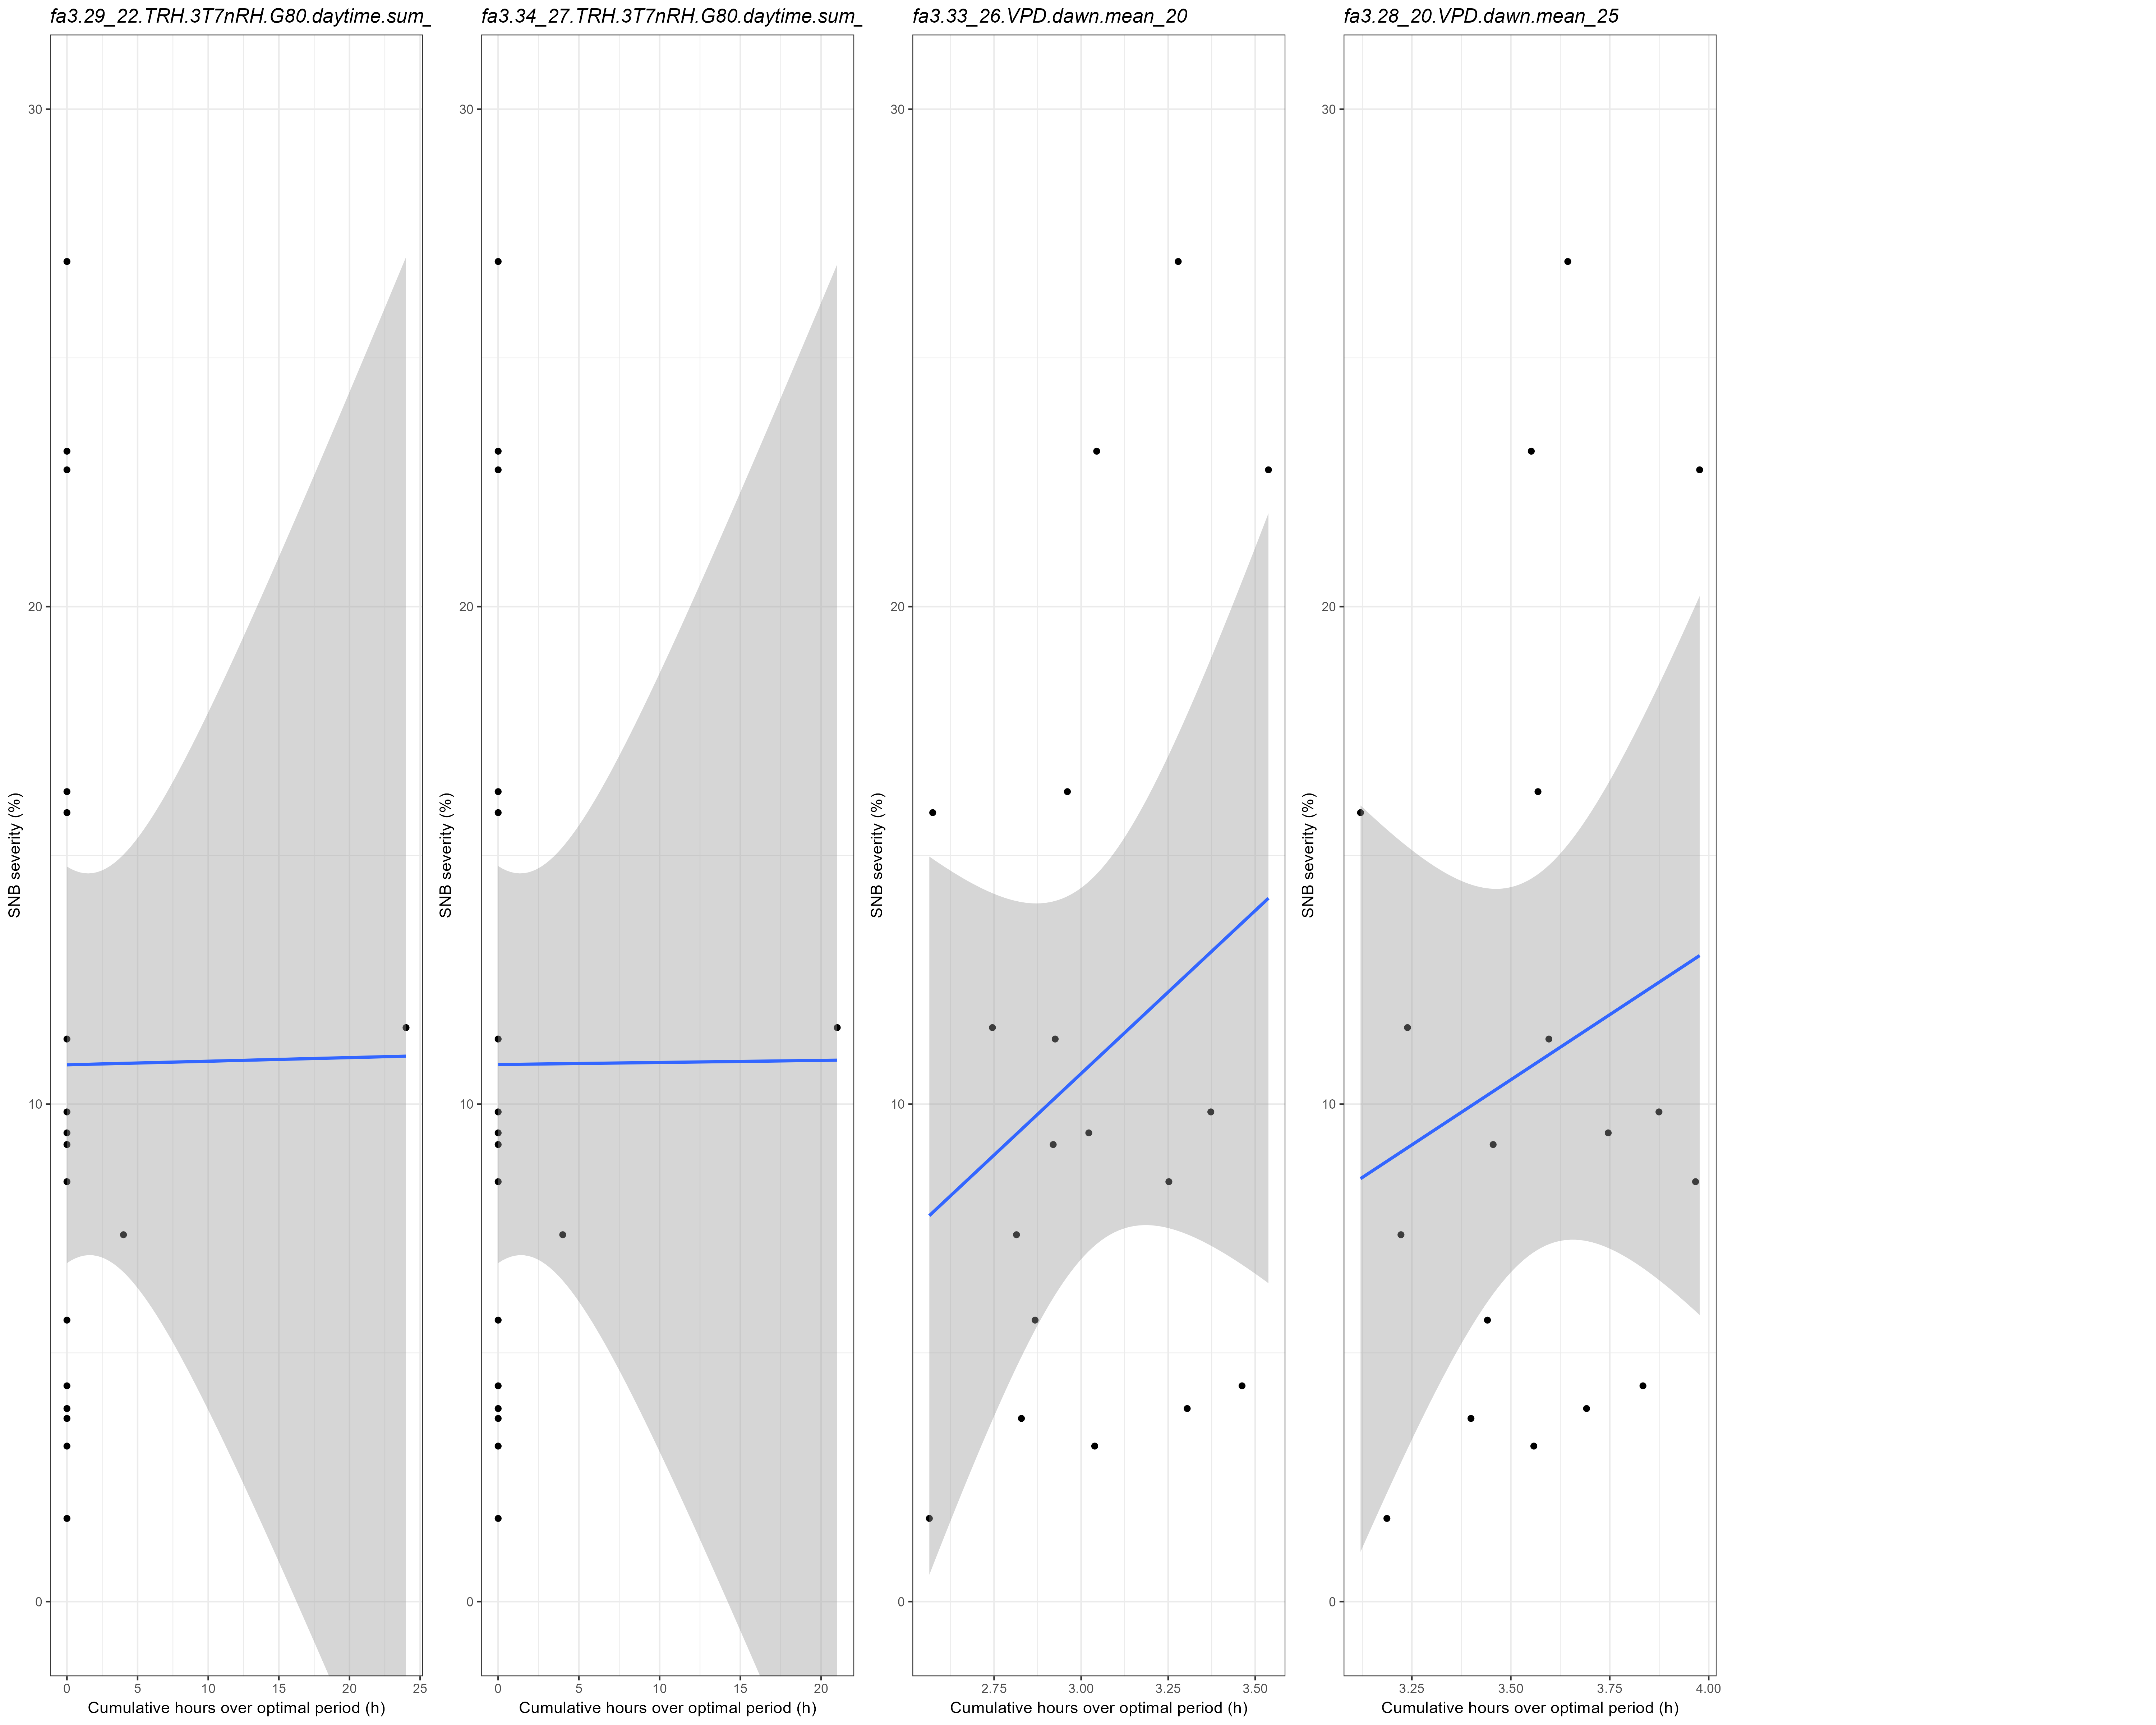 fa3.29_22.TRH.3T7nRH.G80.daytime.sum_
fa3.34_27.TRH.3T7nRH.G80.daytime.sum_
fa3.33_26.VPD.dawn.mean_20
fa3.28_20.VPD.dawn.mean_25
SNB severity (%)
30
20
10
0
0 5 10 15 20 25
Cumulative hours over optimal period (h)
SNB severity (%)
30
20
10
0
0 5 10 15 20
Cumulative hours over optimal period (h)
SNB severity (%)
30
20
10
0
2.75 3.00 3.25 3.50
Cumulative hours over optimal period (h)
SNB severity (%)
30
20
10
0
3.25 3.50 3.75 4.00
Cumulative hours over optimal period (h)